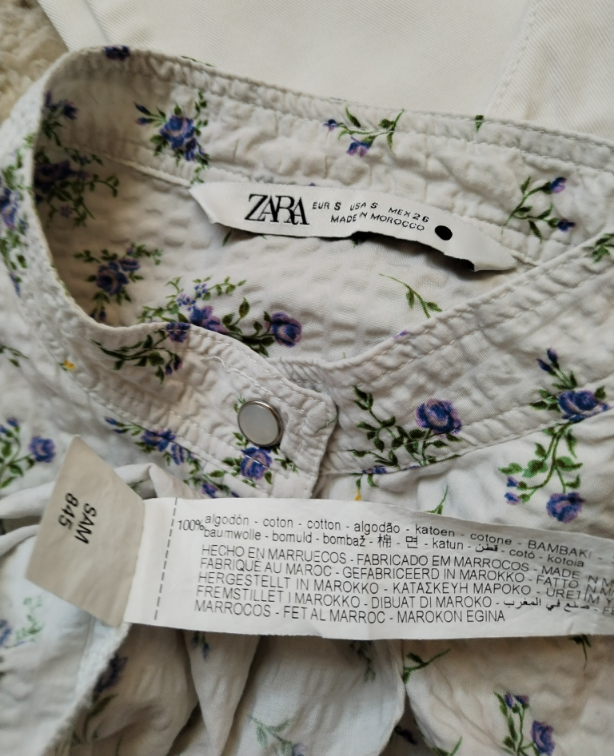 ZARA
EUR S USA S MEX 26
MADE IN MOROCCO
SAM
845
100%
algodón - coton - cotton - algodão - katoen - cotone - ΒΑΜΒΑΚΙ
baumwolle - bomuld - bombaž - 棉 - 면 - katun - قطن - cotó - kotoia
HECHO EN MARRUECOS - FABRICADO EM MARROCOS - MADE IN
FABRIQUÉ AU MAROC - GEFABRICEERD IN MAROKKO - FATTO IN
HERGESTELLT IN MAROKKO - ΚΑΤΑΣΚΕΥΗ ΜΑΡΟΚΟ -
FREMSTILLET I MAROKKO - DIBUAT DI MAROKO - صنع في المغرب -
MARROCOS - FET AL MARROC - MAROKON EGINA